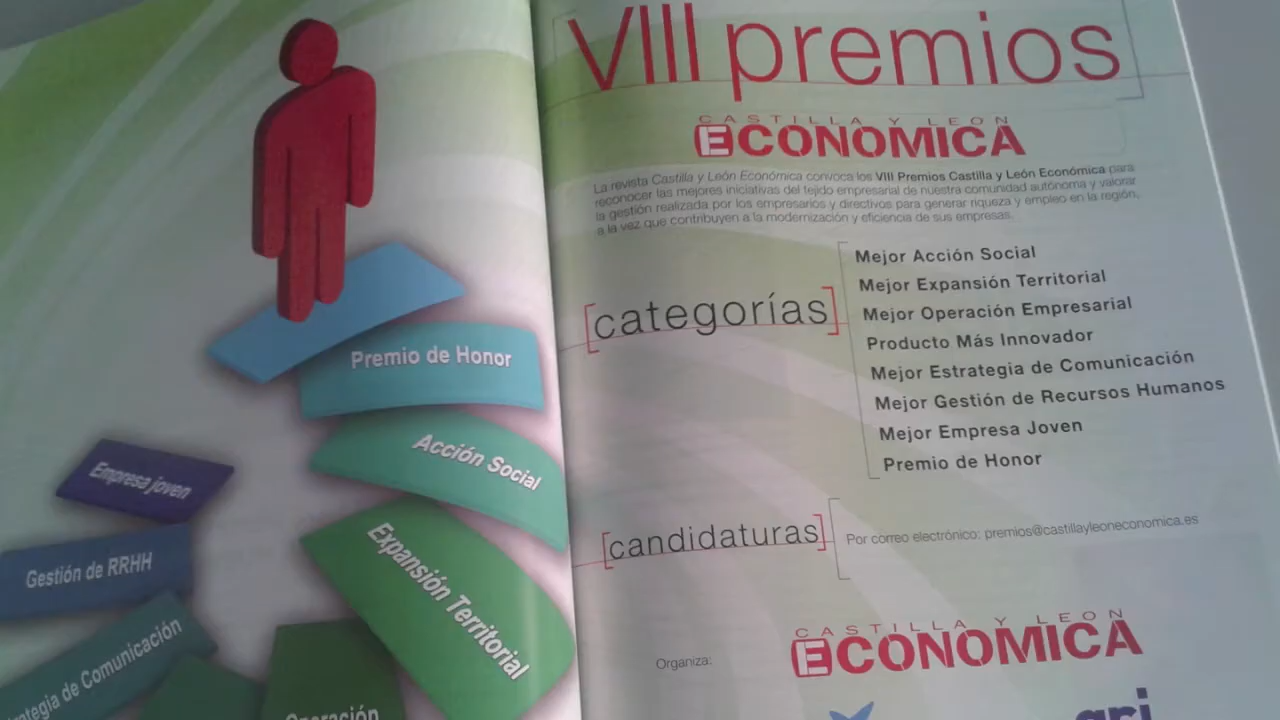 Premio de Honor
Acción Social
Expansión Territorial
Empresa joven
Gestión de RRHH
de Comunicación
Operación
VIII premios
CASTILLA Y LEON
ECONOMICA
La revista Castilla y León Económica convoca los VIII Premios Castilla y León Económica para
reconocer las mejores iniciativas del tejido empresarial de nuestra comunidad autónoma y valorar
la gestión realizada por los empresarios y directivos para generar riqueza y empleo en la región,
a la vez que contribuyen a la modernización y eficiencia de sus empresas.
[categorías]
Mejor Acción Social
Mejor Expansión Territorial
Mejor Operación Empresarial
Producto Más Innovador
Mejor Estrategia de Comunicación
Mejor Gestión de Recursos Humanos
Mejor Empresa Joven
Premio de Honor
[candidaturas]
Por correo electrónico: premios@castillayleoneconomica.es
Organiza:
CASTILLA Y LEON
ECONOMICA